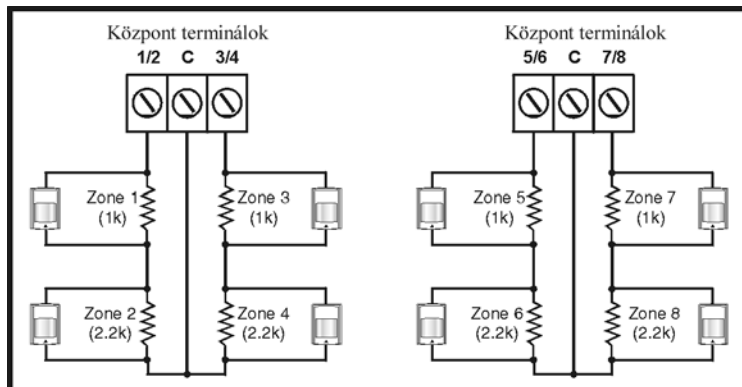 Központ terminálok
1/2 C 3/4
Zone 1
(1k)
Zone 3
(1k)
Zone 2
(2.2k)
Zone 4
(2.2k)
Központ terminálok
5/6 C 7/8
Zone 5
(1k)
Zone 7
(1k)
Zone 6
(2.2k)
Zone 8
(2.2k)